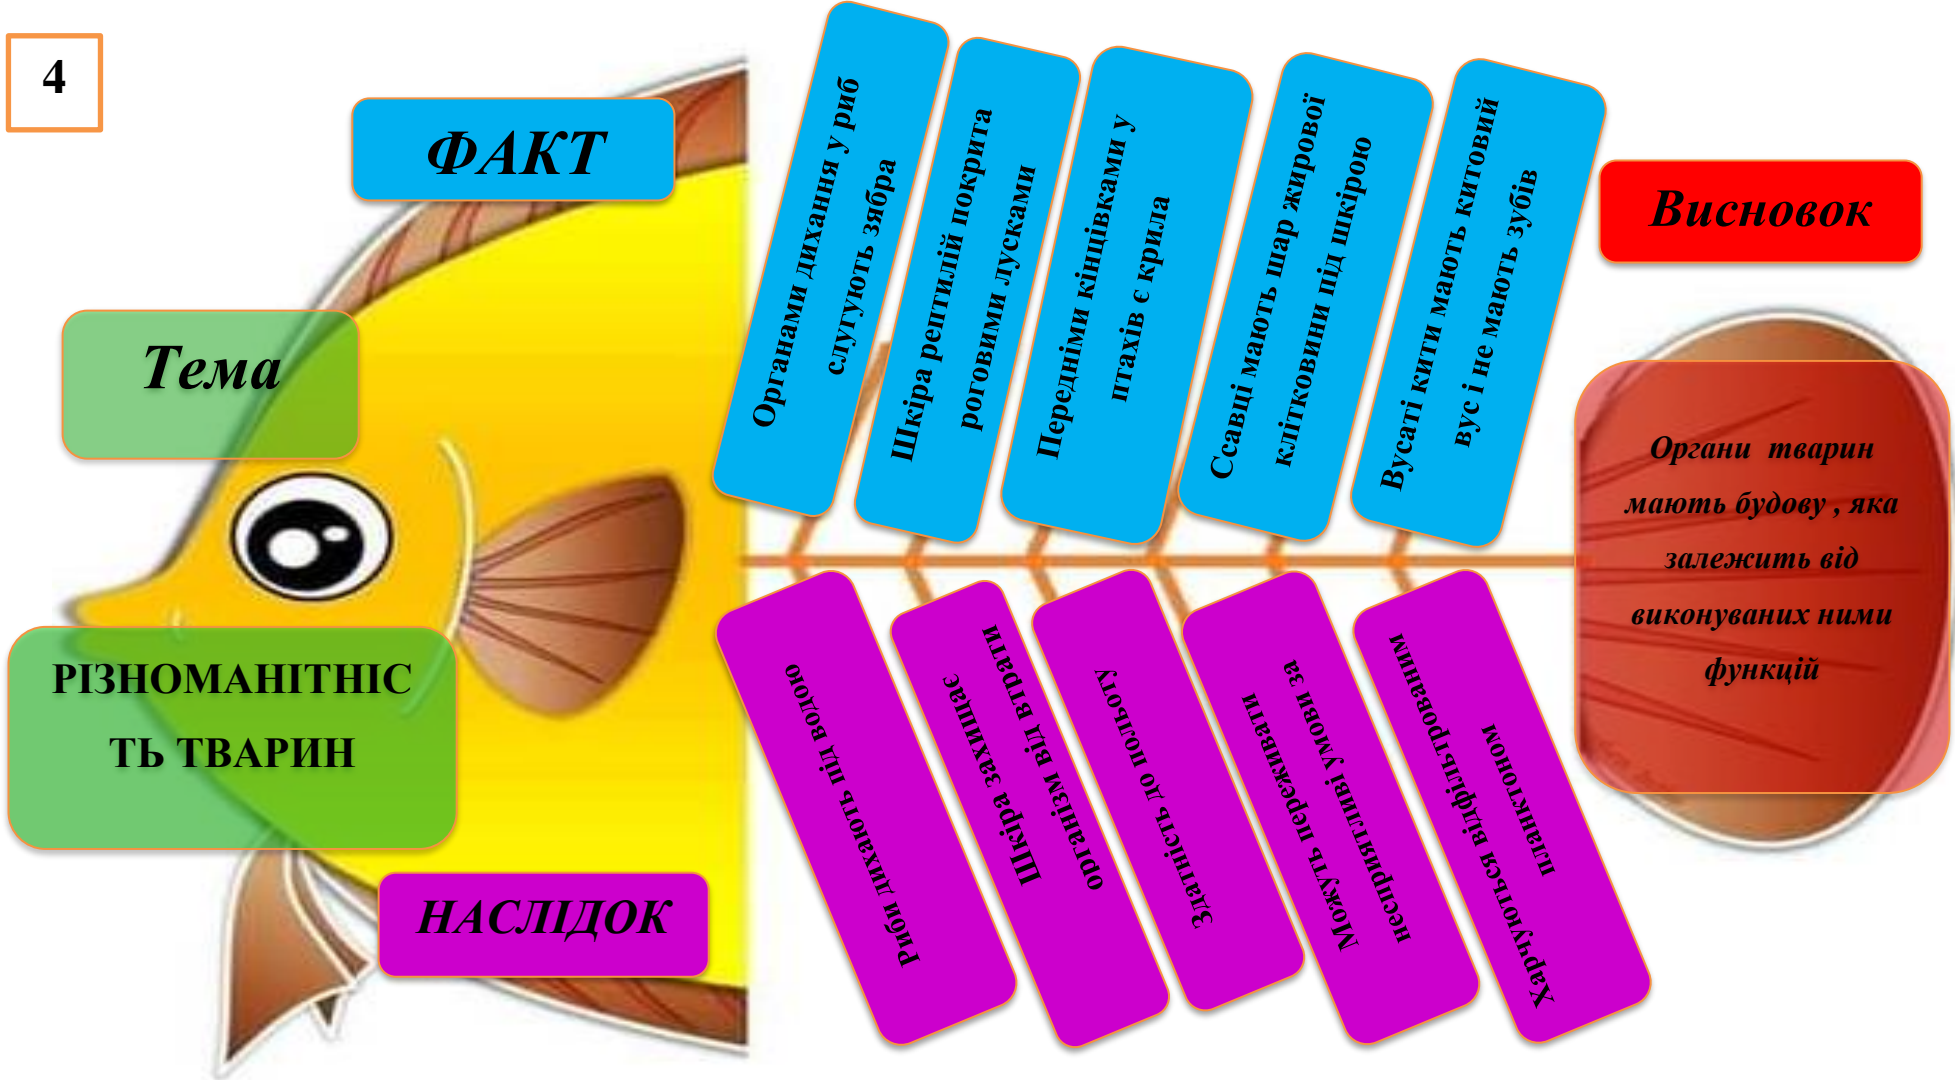 4
ФАКТ
Тема
РІЗНОМАНІТНІС
ТЬ ТВАРИН
НАСЛІДОК
Органами дихання у риб
слугують зябра
Шкіра рептилій покрита
роговими лусками
Передніми кінцівками у
птахів є крила
Ссавці мають шар жирової
клітковини під шкірою
Вусаті кити мають китовий
вус і не мають зубів
Риби дихають під водою
Шкіра захищає
організм від втрати
Здатність до польоту
Можуть переживати
несприятливі умови за
Харчуються відфільтрованим
планктоном
Висновок
Органи тварин
мають будову , яка
залежить від
виконуваних ними
функцій